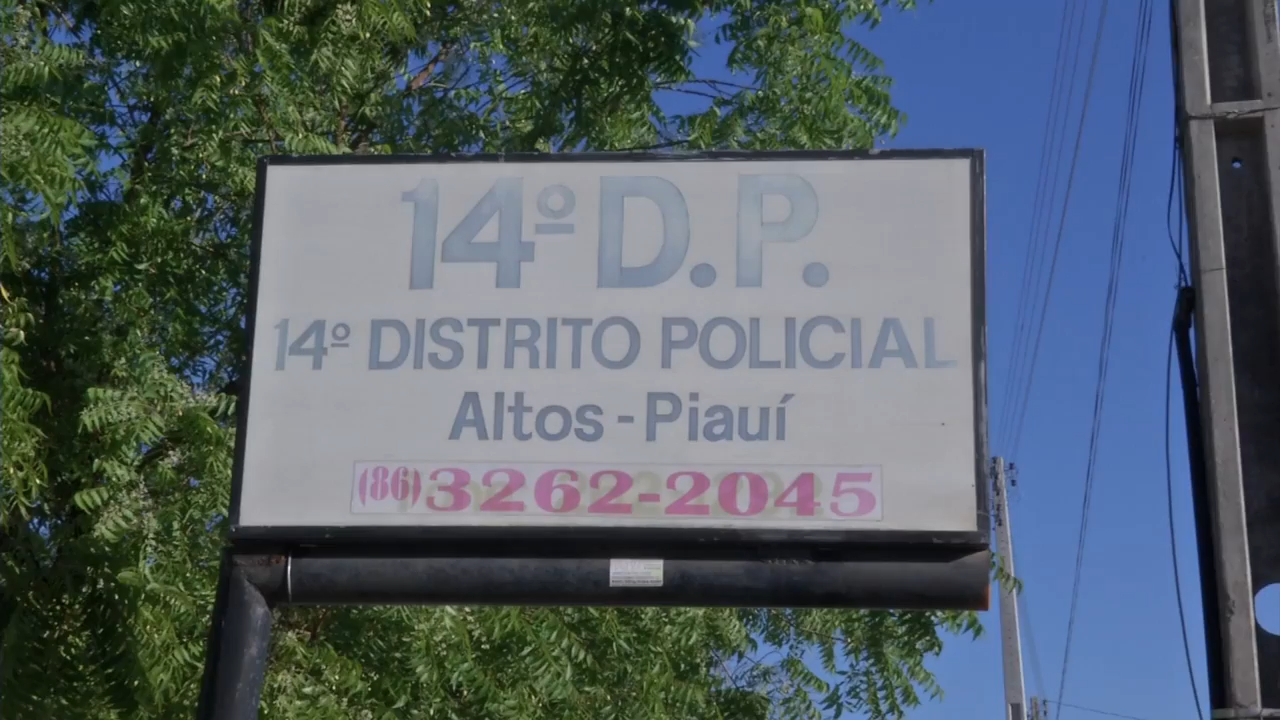 14º D.P.
14º DISTRITO POLICIAL
Altos - Piauí
(86) 3262-2045